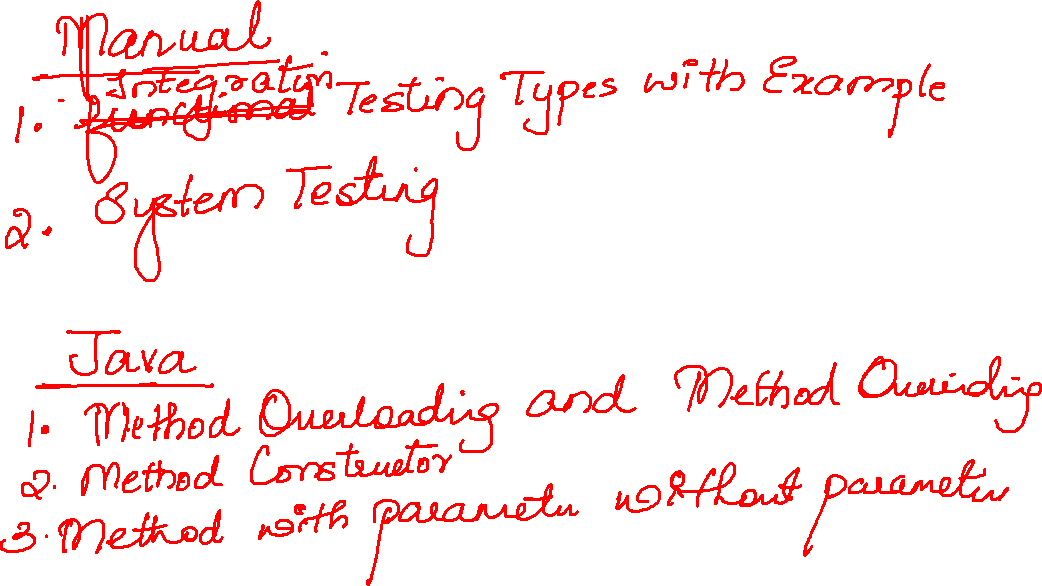 Manual
1. Integration Testing Types with Example
2. System Testing
Java
1. Method Overloading and Method Overriding
2. Method Constructor
3. Method with parameter without parameter